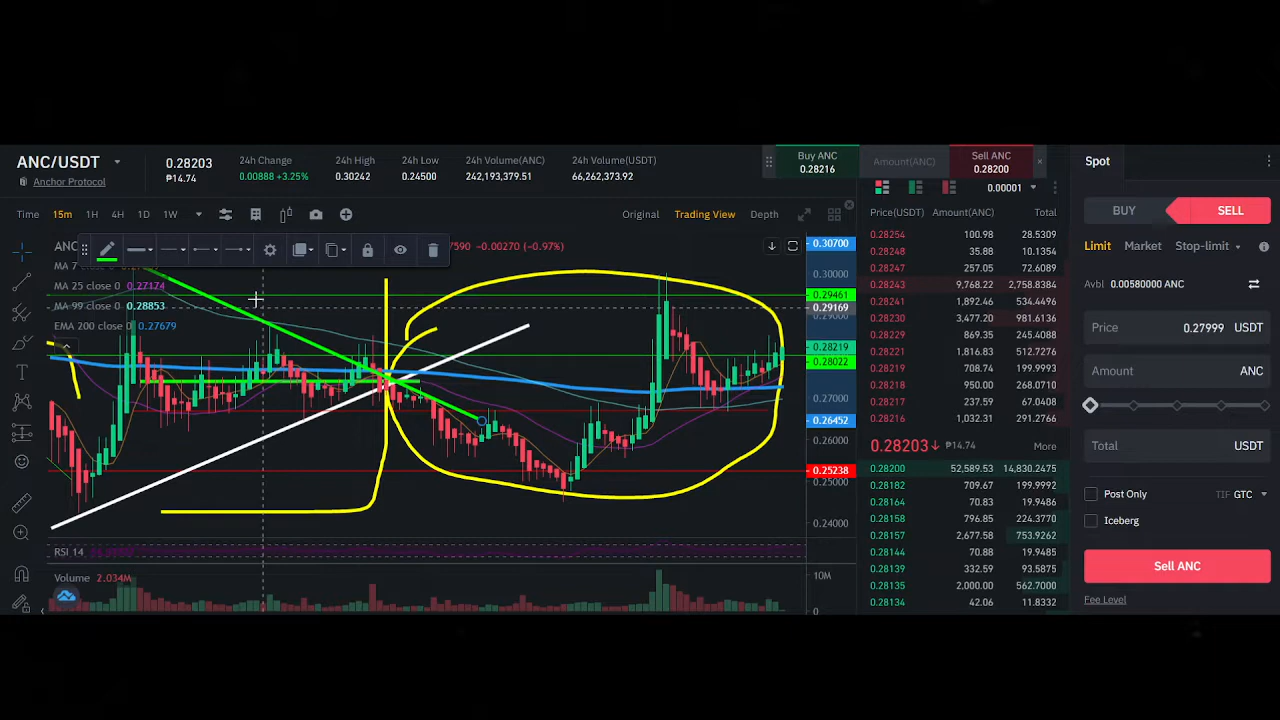 ANC/USDT
Anchor Protocol
0.28203
₱14.74
24h Change
0.00888 +3.25%
24h High
0.30242
24h Low
0.24500
24h Volume(ANC)
242,193,379.51
24h Volume(USDT)
66,262,373.92
Buy ANC
0.28216
Amount(ANC)
Sell ANC
0.28200
Spot
Time 15m 1H 4H 1D 1W
Original Trading View Depth
0.00001
BUY SELL
Limit Market Stop-limit
Avbl 0.00580000 ANC
Price 0.27999 USDT
Amount ANC
Total USDT
Post Only TIF GTC
Iceberg
Sell ANC
Fee Level
ANC
7590 −0.00270 (−0.97%)
MA 7
MA 25 close 0 0.27174
MA 99 close 0 0.28853
EMA 200 close 0 0.27679
RSI 14
Volume 2.034M
0.30700
0.30000
0.29461
0.29169
0.29000
0.28219
0.28022
0.27000
0.26452
0.26000
0.25238
0.25000
0.24000
10M
0
Price(USDT) Amount(ANC) Total
0.28254 100.98 28.5309
0.28248 35.88 10.1354
0.28247 257.05 72.6089
0.28243 9,768.22 2,758.8384
0.28241 1,892.46 534.4496
0.28230 3,477.20 981.6136
0.28229 869.35 245.4088
0.28221 1,816.83 512.7276
0.28219 708.74 199.9993
0.28218 950.00 268.0710
0.28217 237.59 67.0408
0.28216 1,032.31 291.2766
0.28203 ₱14.74 More
0.28200 52,589.53 14,830.2475
0.28182 709.67 199.9992
0.28164 70.83 19.9486
0.28158 796.85 224.3770
0.28157 2,677.58 753.9262
0.28144 70.88 19.9485
0.28139 332.59 93.5875
0.28135 2,000.00 562.7000
0.28134 42.06 11.8332